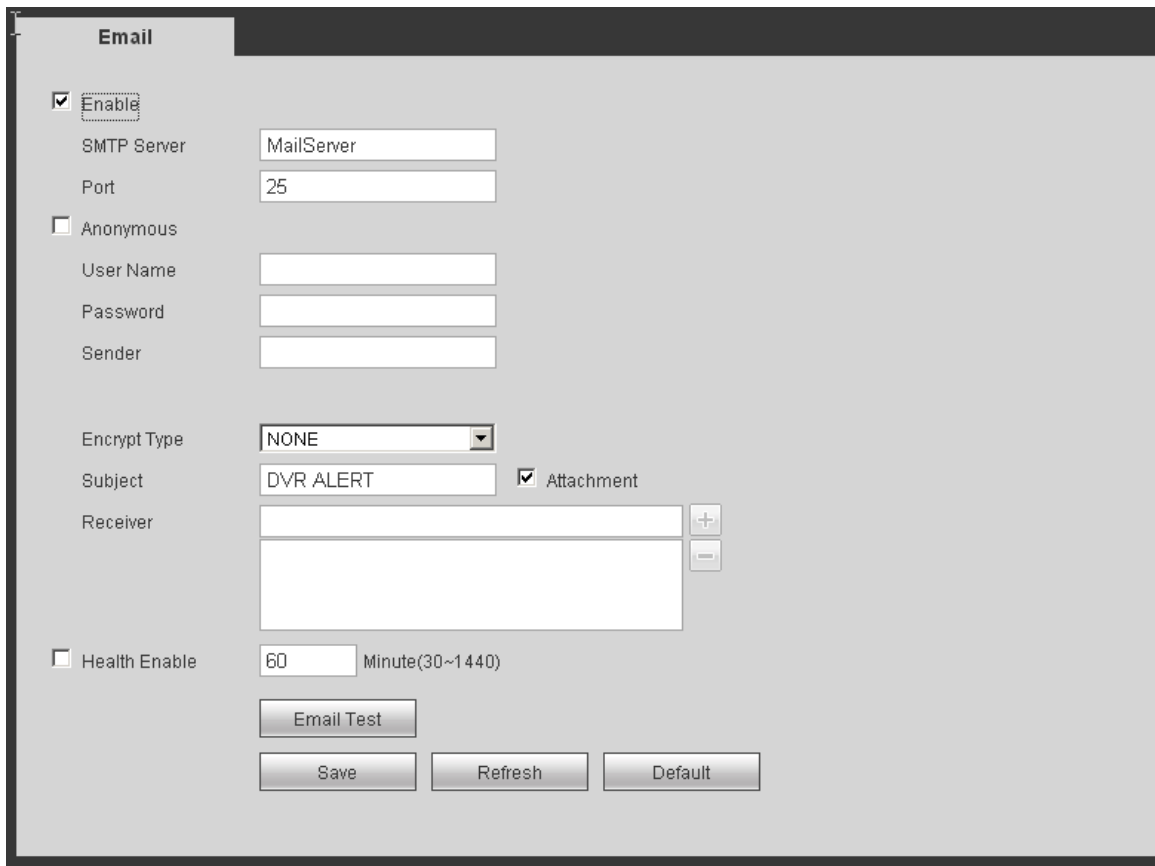 Email
Enable
SMTP Server MailServer
Port 25
Anonymous
User Name
Password
Sender
Encrypt Type NONE
Subject DVR ALERT Attachment
Receiver
Health Enable 60 Minute(30~1440)
Email Test
Save Refresh Default